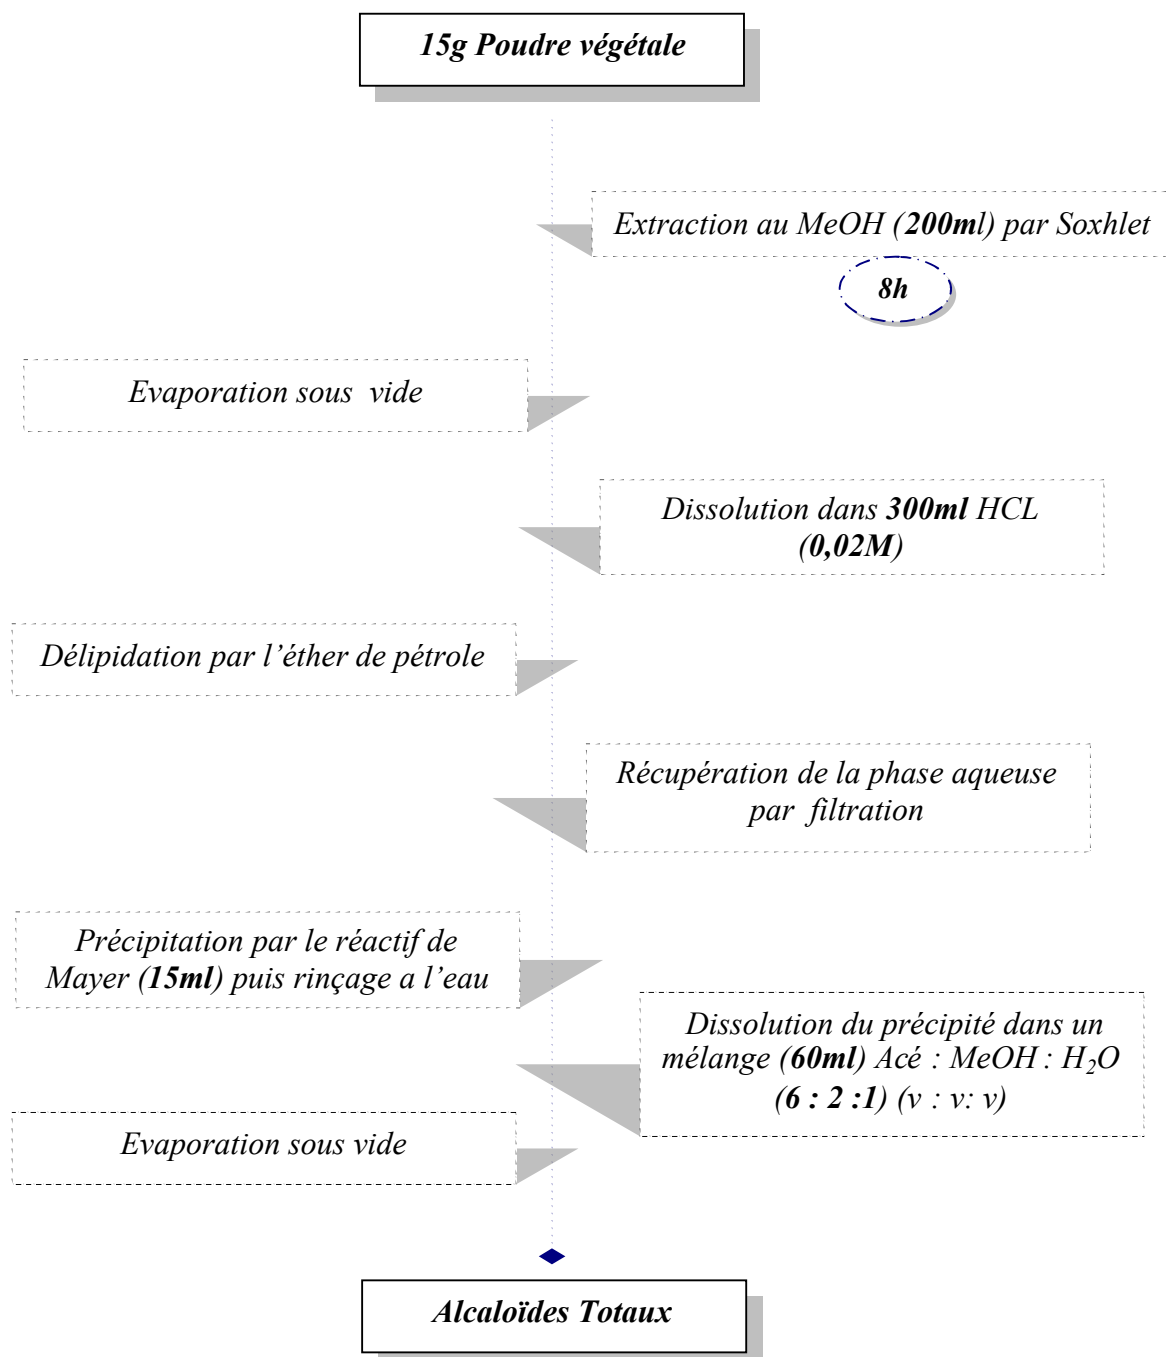 15g Poudre végétale
Extraction au MeOH (200ml) par Soxhlet
8h
Evaporation sous vide
Dissolution dans 300ml HCL
(0,02M)
Délipidation par l’éther de pétrole
Récupération de la phase aqueuse
par filtration
Précipitation par le réactif de
Mayer (15ml) puis rinçage a l’eau
Dissolution du précipité dans un
mélange (60ml) Acé : MeOH : H₂O
(6 : 2 :1) (v : v: v)
Evaporation sous vide
Alcaloïdes Totaux